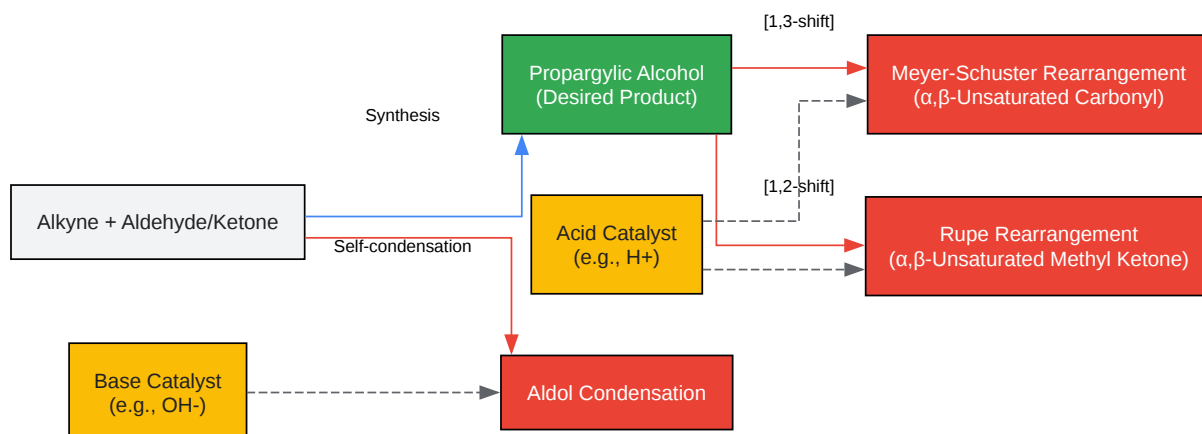 [1,3-shift]
Propargylic Alcohol
(Desired Product)
Meyer-Schuster Rearrangement
(α,β-Unsaturated Carbonyl)
Synthesis
[1,2-shift]
Alkyne + Aldehyde/Ketone
Self-condensation
Acid Catalyst
(e.g., H+)
Rupe Rearrangement
(α,β-Unsaturated Methyl Ketone)
Base Catalyst
(e.g., OH-)
Aldol Condensation